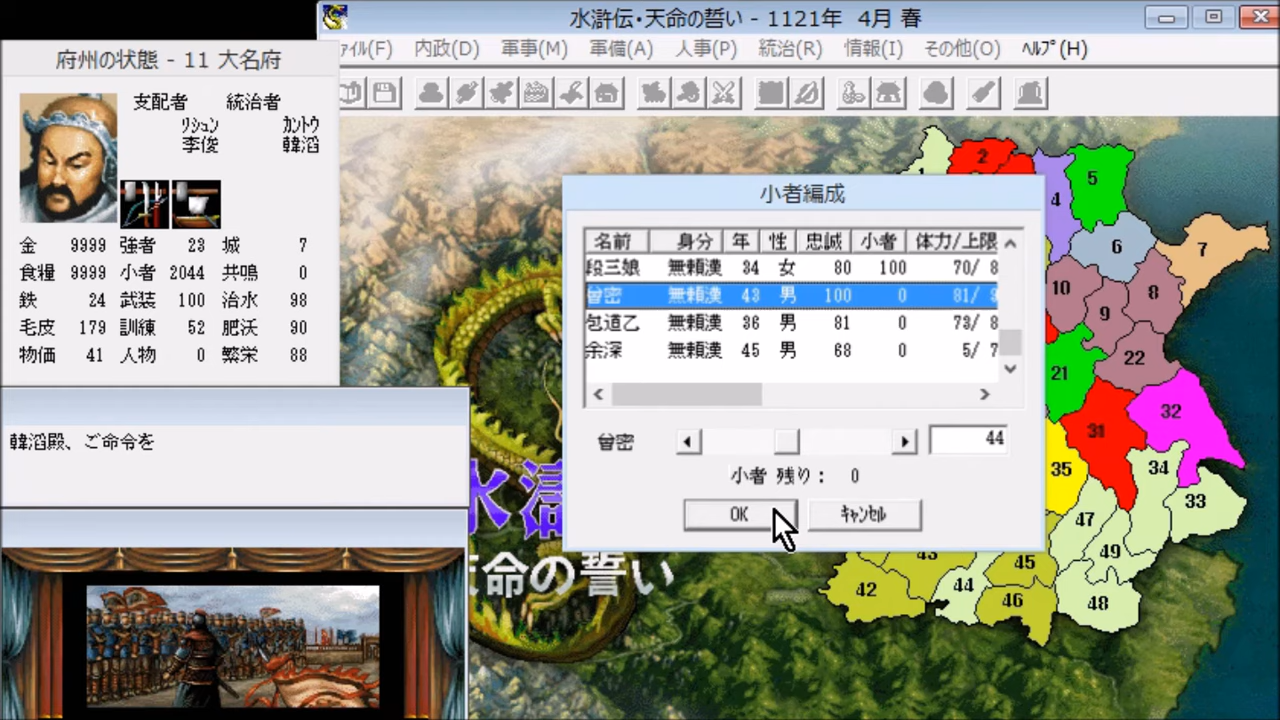 水滸伝・天命の誓い - 1121年 4月 春
ﾌｧｲﾙ(F) 内政(D) 軍事(M) 軍備(A) 人事(P) 統治(R) 情報(I) その他(O) ﾍﾙﾌﾟ(H)
府州の状態 - 11 大名府
支配者 統治者
ﾘｼｭﾝ ｶﾝﾄｳ
李俊 韓滔
金 9999 強者 23 城 7
食糧 9999 小者 2044 共鳴 0
鉄 24 武装 100 治水 98
毛皮 179 訓練 52 肥沃 90
物価 41 人物 0 繁栄 88
韓滔殿、ご命令を
小者編成
名前 身分 年 性 忠誠 小者 体力/上限
段三娘 無頼漢 34 女 80 100 70/ 8
曾密 無頼漢 43 男 100 0 81/ 9
包道乙 無頼漢 36 男 81 0 73/ 8
余深 無頼漢 45 男 68 0 5/ 7
曾密 44
小者 残り： 0
OK ｷｬﾝｾﾙ
水滸
天命の誓い
1
2
4
5
6
7
10
9
8
22
21
32
31
35
34
33
47
49
43
45
42
44
46
48